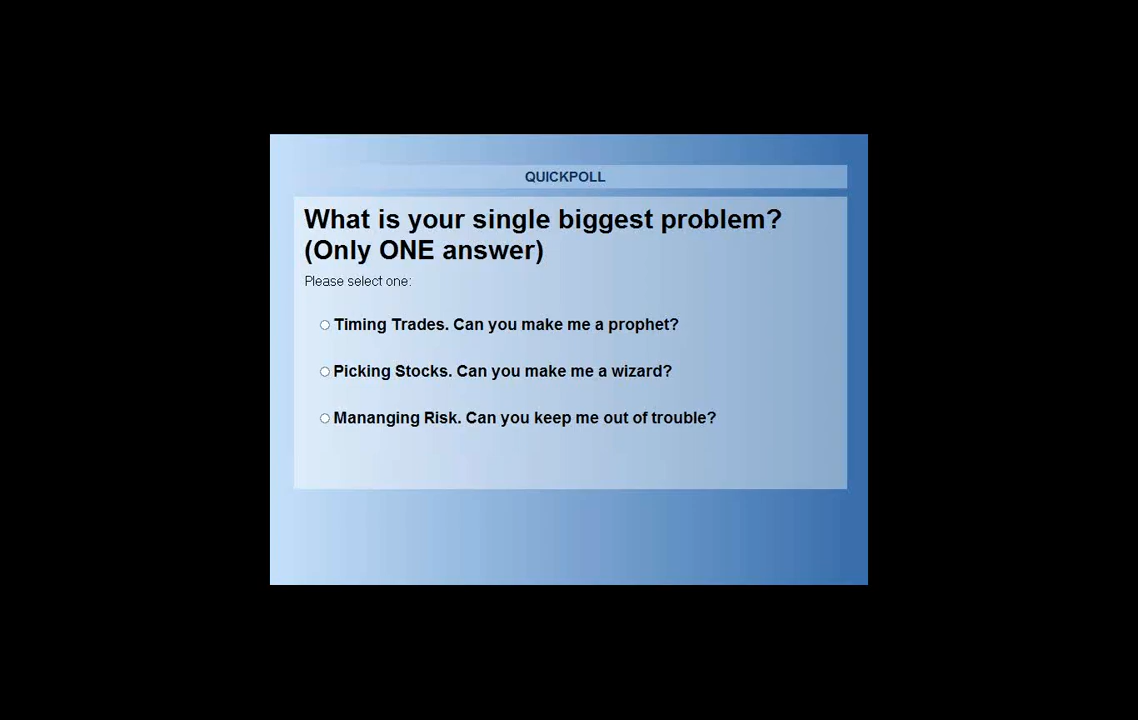 QUICKPOLL
What is your single biggest problem?
(Only ONE answer)
Please select one:
Timing Trades. Can you make me a prophet?
Picking Stocks. Can you make me a wizard?
Mananging Risk. Can you keep me out of trouble?